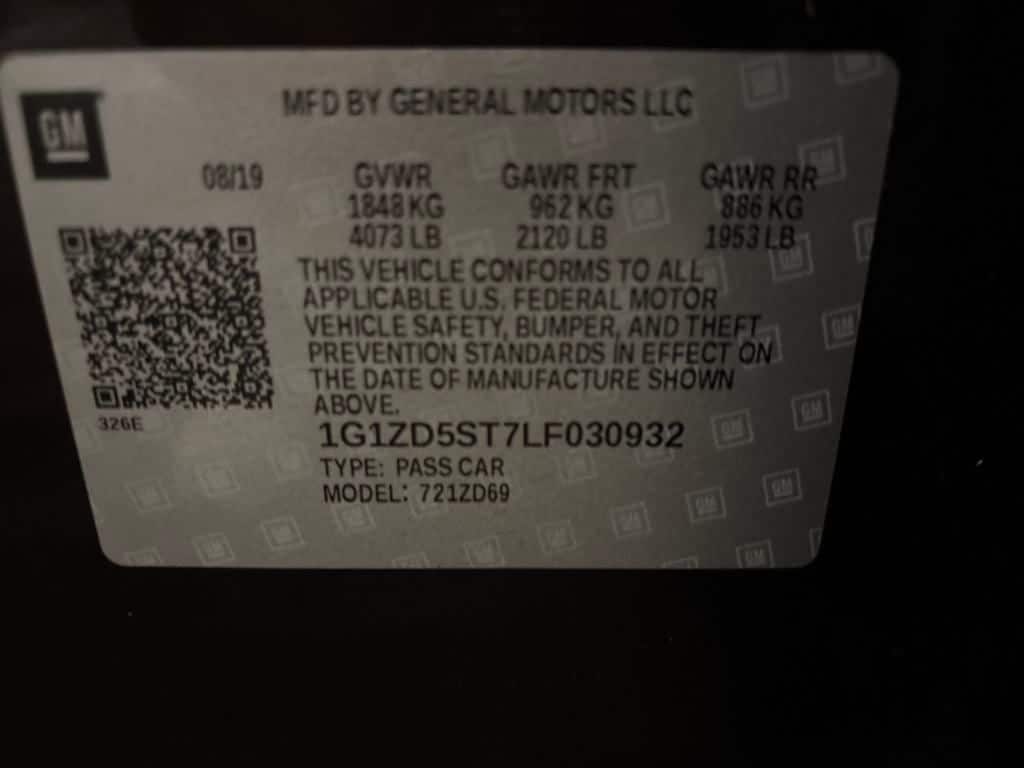 GM
MFD BY GENERAL MOTORS LLC
08/19 GVWR GAWR FRT GAWR RR
1848 KG 962 KG 886 KG
4073 LB 2120 LB 1953 LB
THIS VEHICLE CONFORMS TO ALL
APPLICABLE U.S. FEDERAL MOTOR
VEHICLE SAFETY, BUMPER, AND THEFT
PREVENTION STANDARDS IN EFFECT ON
THE DATE OF MANUFACTURE SHOWN
ABOVE.
326E
1G1ZD5ST7LF030932
TYPE: PASS CAR
MODEL: 721ZD69